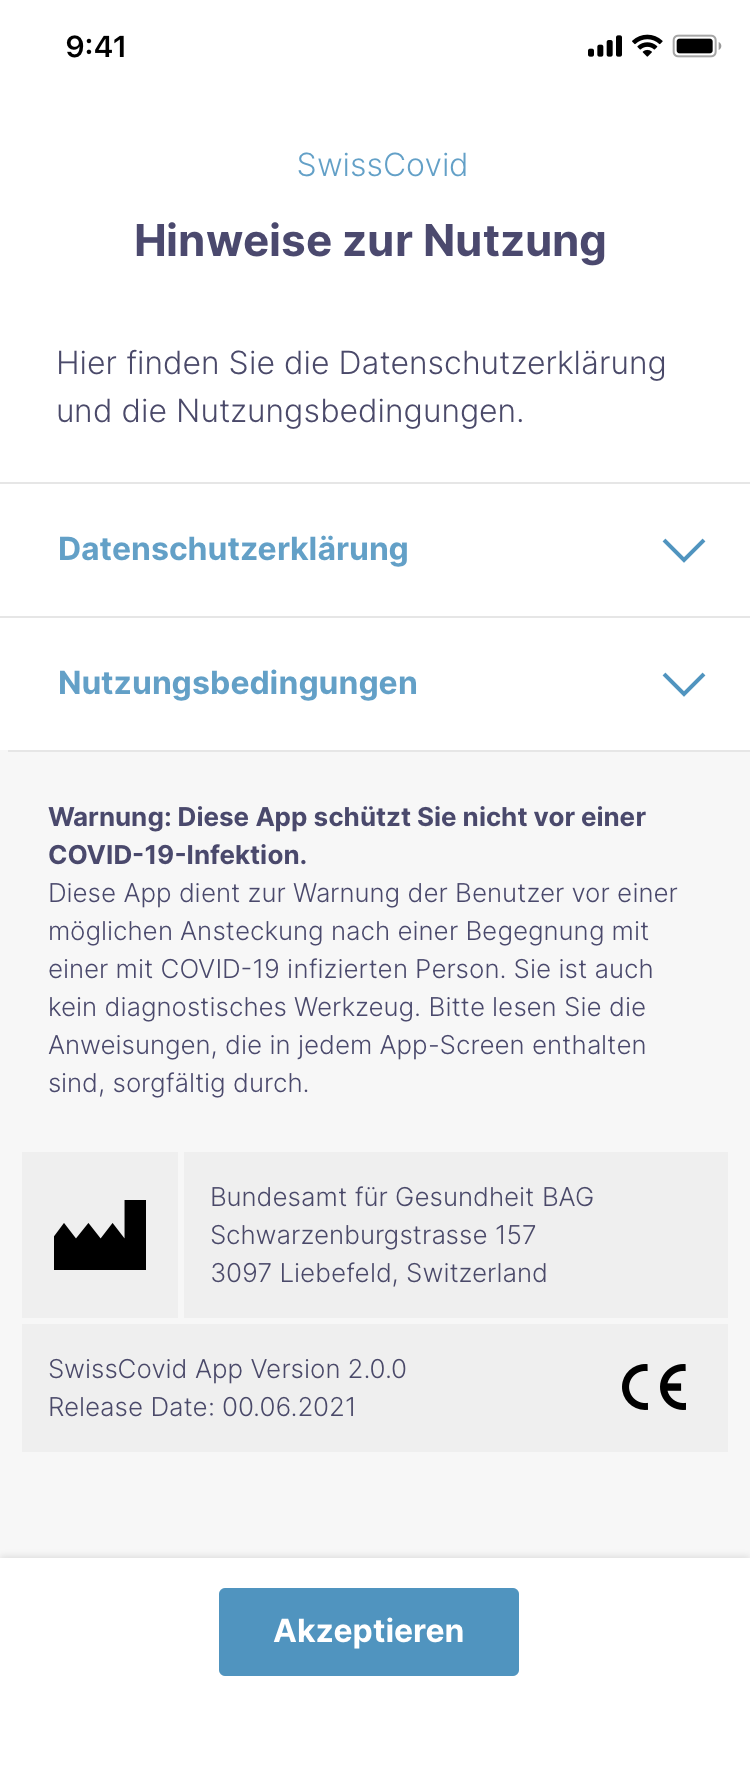 9:41
SwissCovid
Hinweise zur Nutzung
Hier finden Sie die Datenschutzerklärung
und die Nutzungsbedingungen.
Datenschutzerklärung
Nutzungsbedingungen
Warnung: Diese App schützt Sie nicht vor einer
COVID-19-Infektion.
Diese App dient zur Warnung der Benutzer vor einer
möglichen Ansteckung nach einer Begegnung mit
einer mit COVID-19 infizierten Person. Sie ist auch
kein diagnostisches Werkzeug. Bitte lesen Sie die
Anweisungen, die in jedem App-Screen enthalten
sind, sorgfältig durch.
Bundesamt für Gesundheit BAG
Schwarzenburgstrasse 157
3097 Liebefeld, Switzerland
SwissCovid App Version 2.0.0
Release Date: 00.06.2021
CE
Akzeptieren